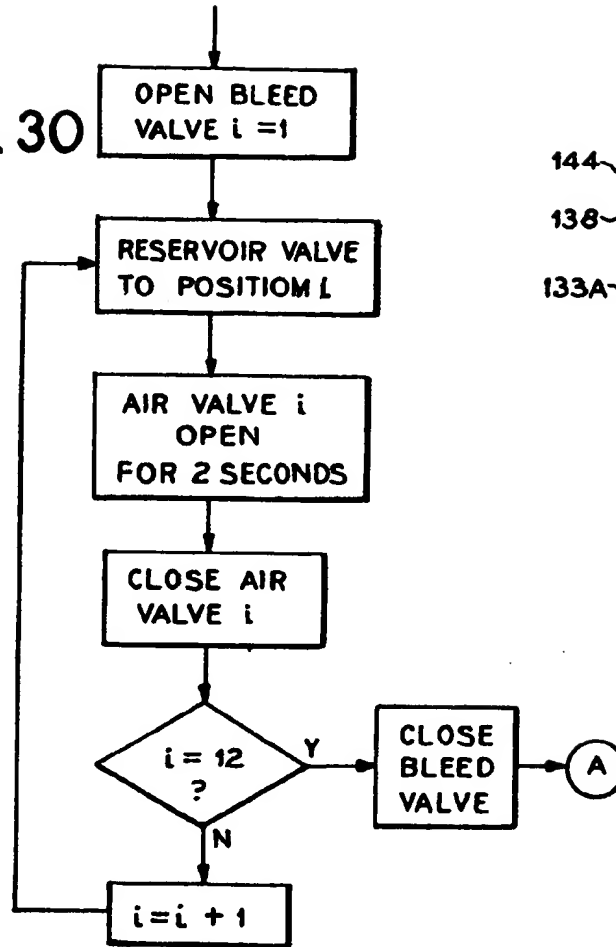 . 30
OPEN BLEED
VALVE i =1
144
138
133A
RESERVOIR VALVE
TO POSITIOM i
AIR VALVE i
OPEN
FOR 2 SECONDS
CLOSE AIR
VALVE i
i = 12
?
Y
N
CLOSE
BLEED
VALVE
A
i=i + 1